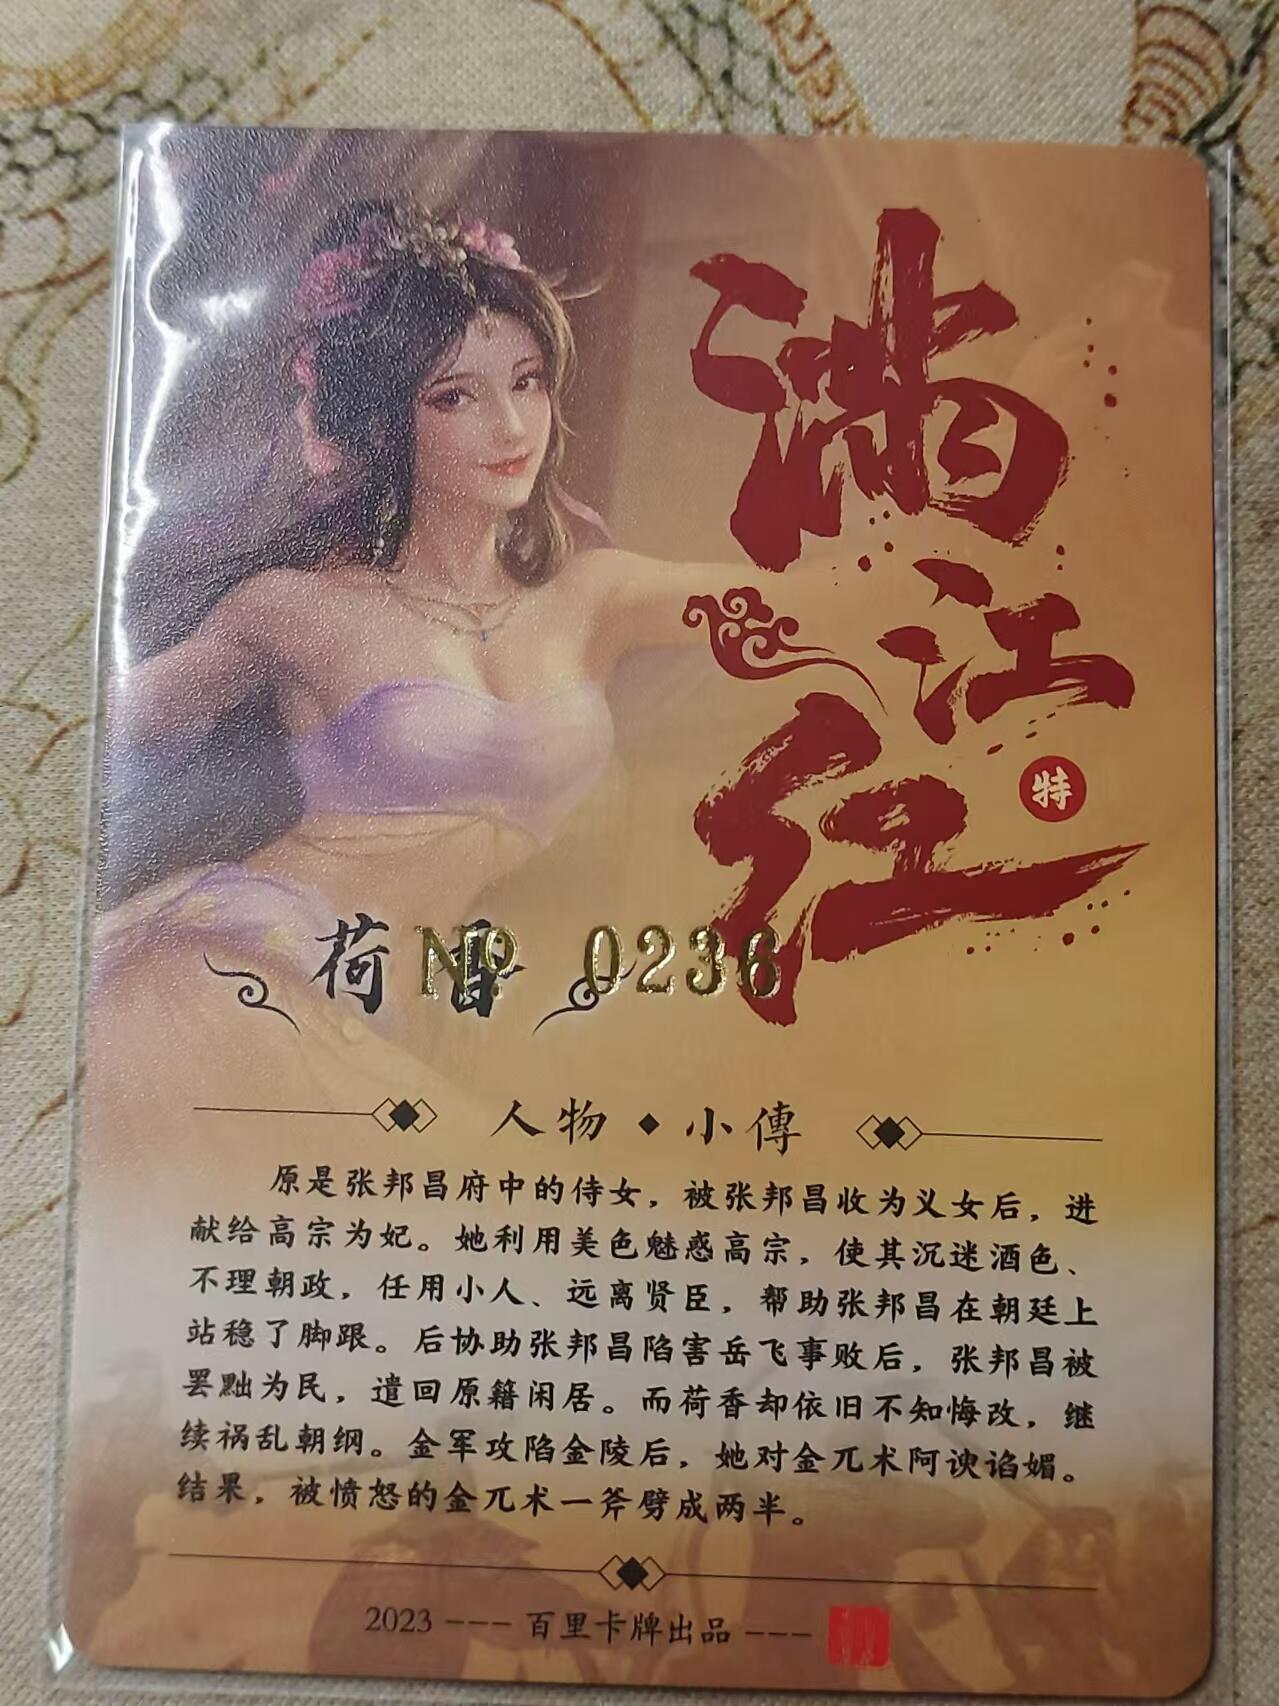 满江红
特
荷香
No 0236
人物·小傳
原是张邦昌府中的侍女，被张邦昌收为义女后，进
献给高宗为妃。她利用美色魅惑高宗，使其沉迷酒色、
不理朝政，任用小人、远离贤臣，帮助张邦昌在朝廷上
站稳了脚跟。后协助张邦昌陷害岳飞事败后，张邦昌被
罢黜为民，遣回原籍闲居。而荷香却依旧不知悔改，继
续祸乱朝纲。金军攻陷金陵后，她对金兀术阿谀谄媚。
结果，被愤怒的金兀术一斧劈成两半。
2023 --- 百里卡牌出品 ---